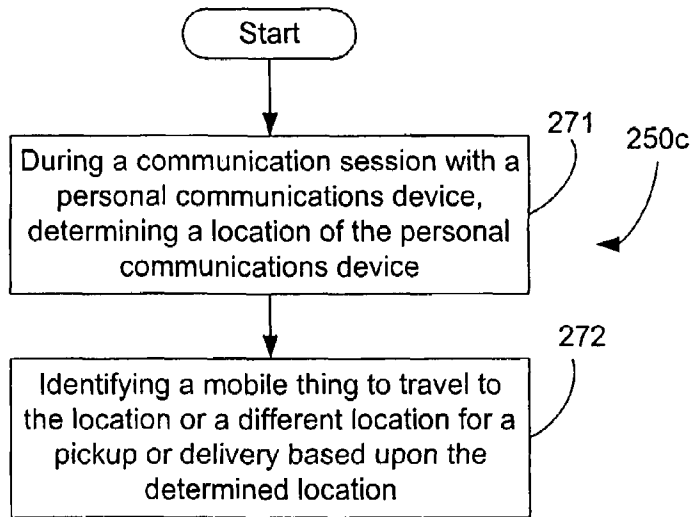 Start
271
250c
During a communication session with a
personal communications device,
determining a location of the personal
communications device
272
Identifying a mobile thing to travel to
the location or a different location for a
pickup or delivery based upon the
determined location